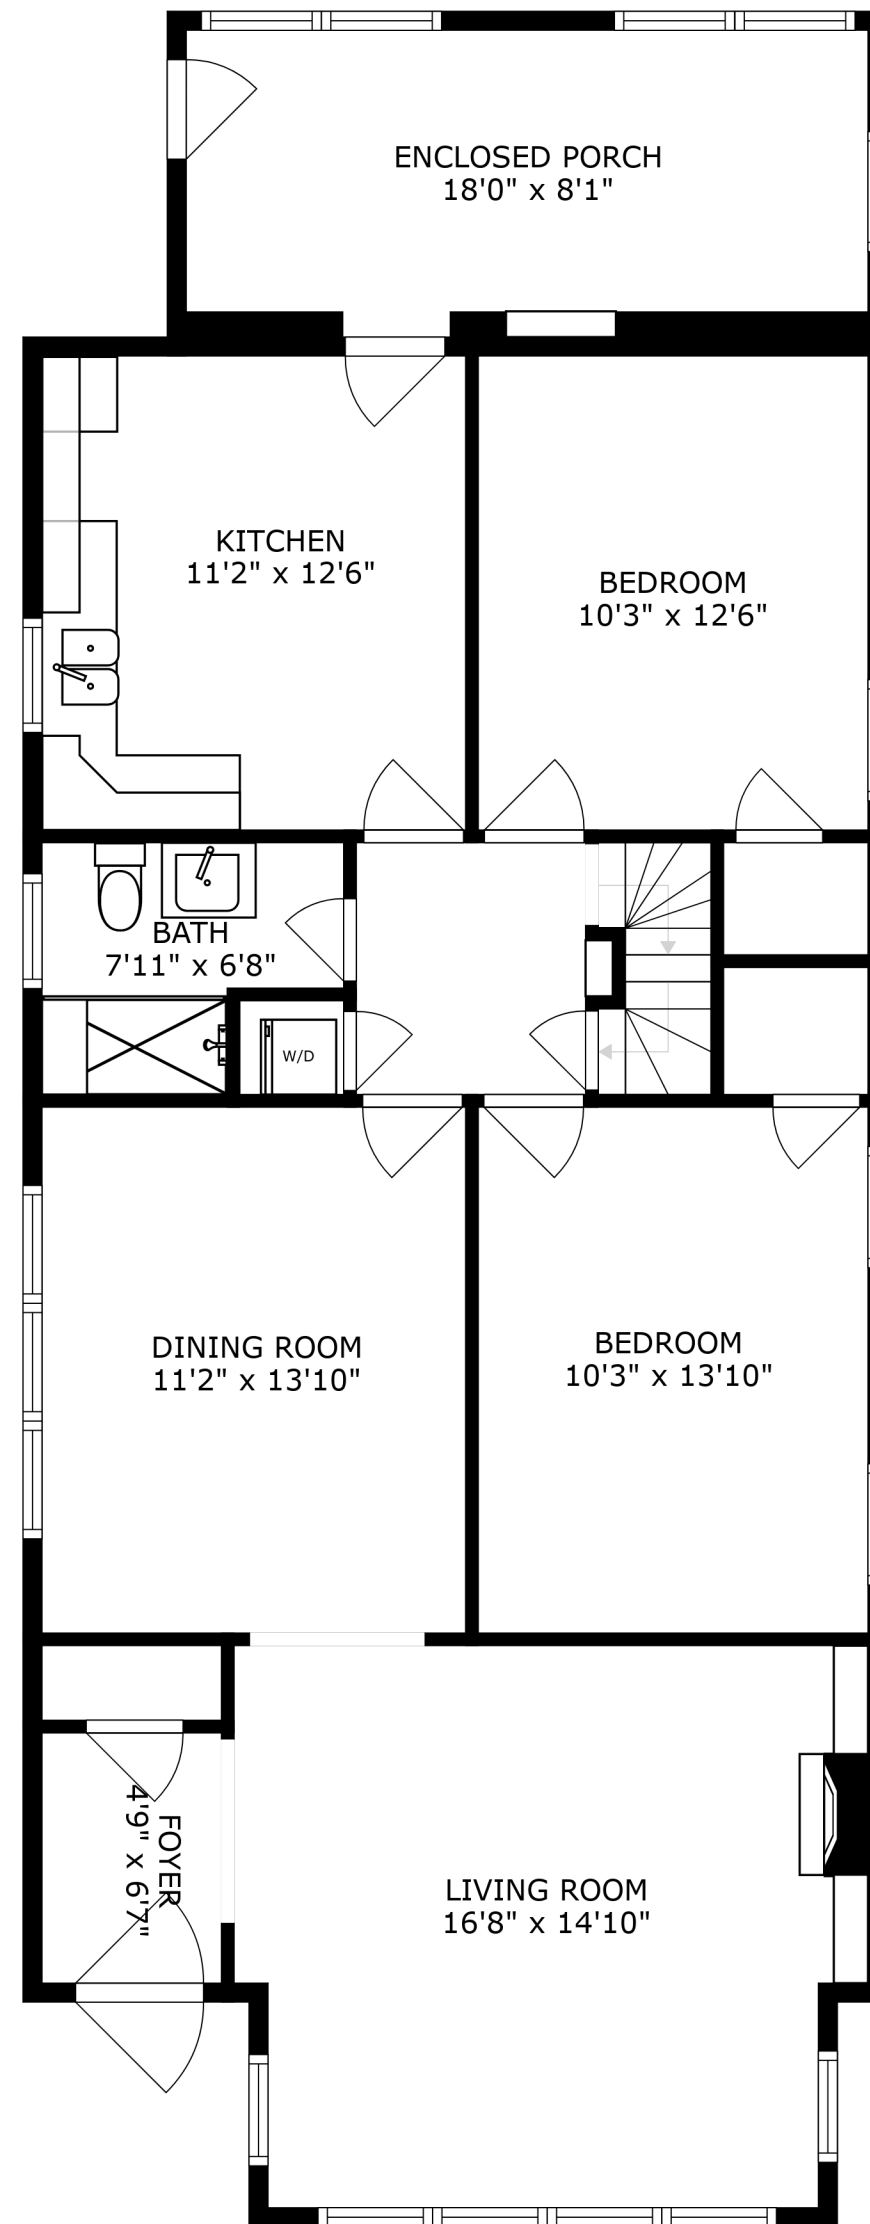 ENCLOSED PORCH
18'0" x 8'1"
KITCHEN
11'2" x 12'6"
BEDROOM
10'3" x 12'6"
BATH
7'11" x 6'8"
W/D
DINING ROOM
11'2" x 13'10"
BEDROOM
10'3" x 13'10"
FOYER
4'9" x 6'7"
LIVING ROOM
16'8" x 14'10"